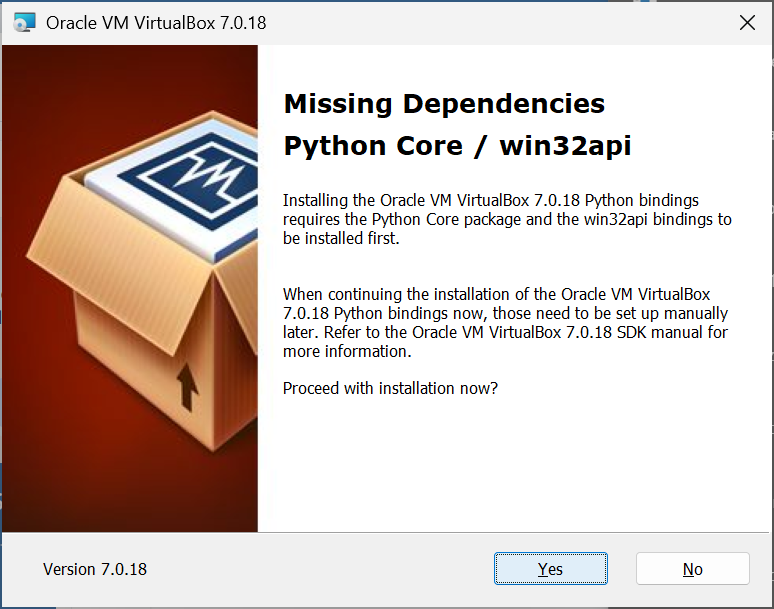 Oracle VM VirtualBox 7.0.18
Missing Dependencies
Python Core / win32api
Installing the Oracle VM VirtualBox 7.0.18 Python bindings
requires the Python Core package and the win32api bindings to
be installed first.
When continuing the installation of the Oracle VM VirtualBox
7.0.18 Python bindings now, those need to be set up manually
later. Refer to the Oracle VM VirtualBox 7.0.18 SDK manual for
more information.
Proceed with installation now?
Version 7.0.18
Yes
No